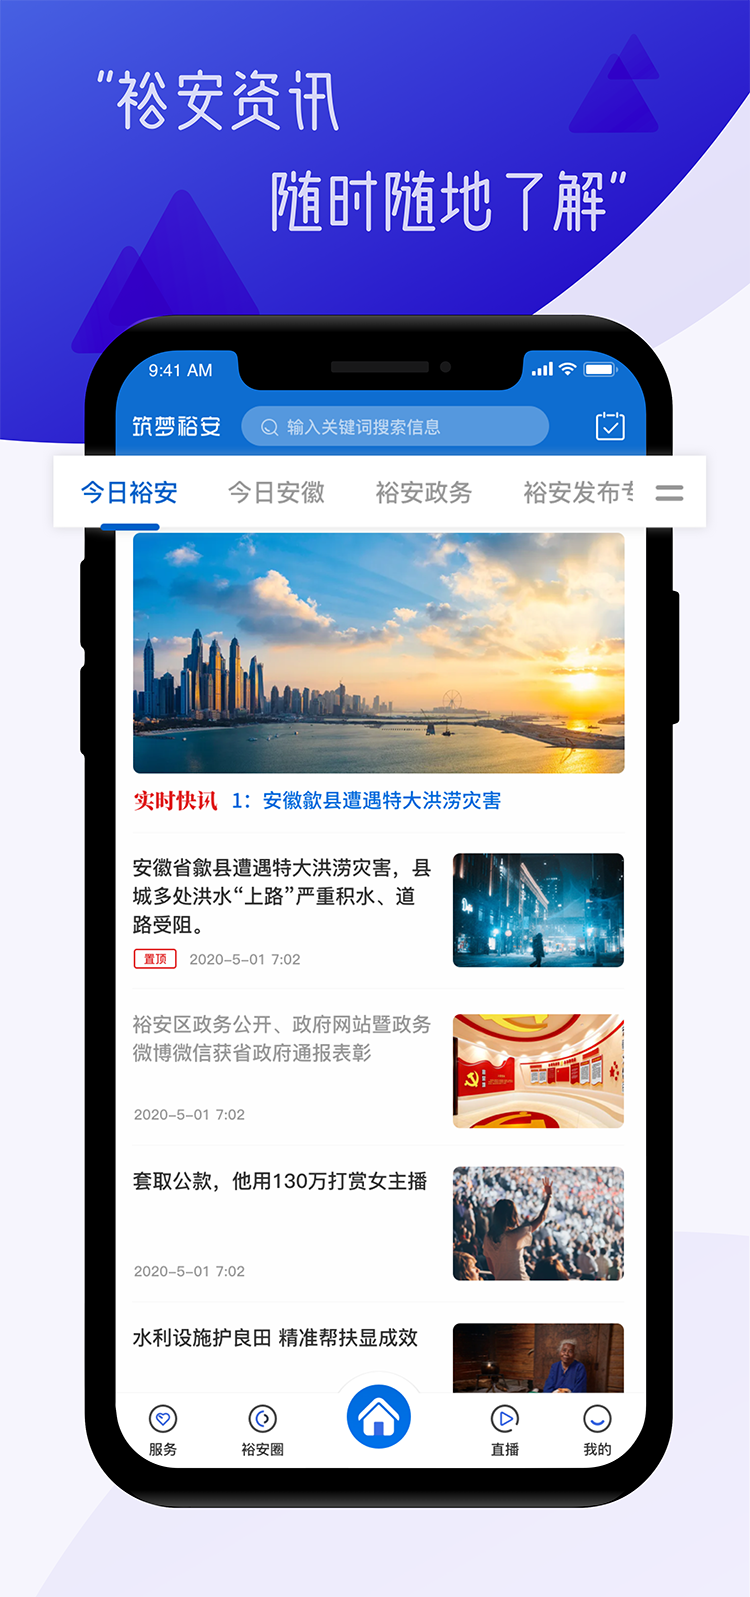 “裕安资讯
随时随地了解”
9:41 AM
筑梦裕安
输入关键词搜索信息
今日裕安 今日安徽 裕安政务 裕安发布
实时快讯 1：安徽歙县遭遇特大洪涝灾害
安徽省歙县遭遇特大洪涝灾害，县
城多处洪水“上路”严重积水、道
路受阻。
置顶 2020-5-01 7:02
裕安区政务公开、政府网站暨政务
微博微信获省政府通报表彰
2020-5-01 7:02
套取公款，他用130万打赏女主播
2020-5-01 7:02
水利设施护良田 精准帮扶显成效
服务 裕安圈 直播 我的